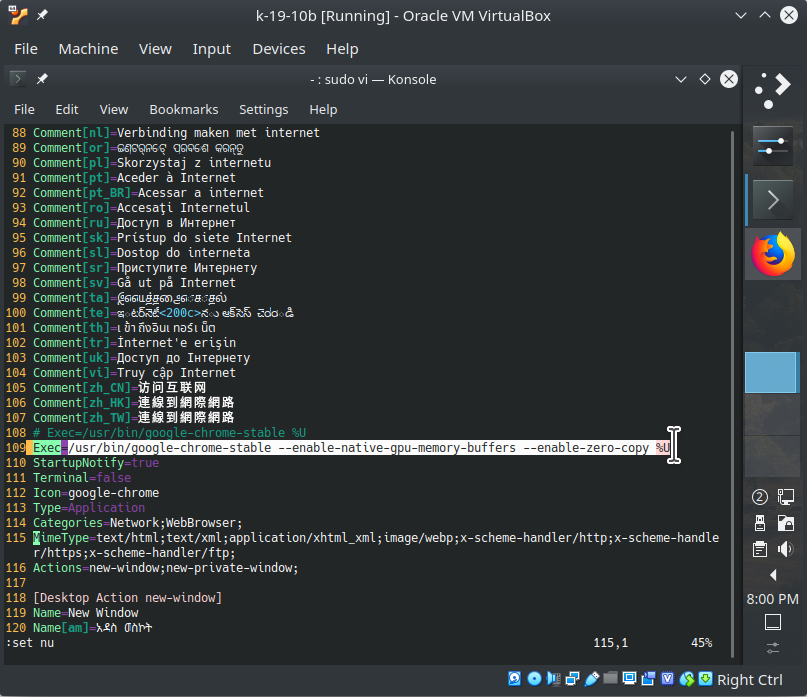 k-19-10b [Running] - Oracle VM VirtualBox
File Machine View Input Devices Help
- : sudo vi — Konsole
File Edit View Bookmarks Settings Help
88 Comment[nl]=Verbinding maken met internet
89 Comment[or]=
90 Comment[pl]=Skorzystaj z internetu
91 Comment[pt]=Aceder à Internet
92 Comment[pt_BR]=Acessar a internet
93 Comment[ro]=Accesaţi Internetul
94 Comment[ru]=Доступ в Интернет
95 Comment[sk]=Prístup do siete Internet
96 Comment[sl]=Dostop do interneta
97 Comment[sr]=Приступите Интернету
98 Comment[sv]=Gå ut på Internet
99 Comment[ta]=
100 Comment[te]=<200c>
101 Comment[th]=เข้าถึงอินเทอร์เน็ต
102 Comment[tr]=İnternet'e erişin
103 Comment[uk]=Доступ до Інтернету
104 Comment[vi]=Truy cập Internet
105 Comment[zh_CN]=访问互联网
106 Comment[zh_HK]=連線到網際網路
107 Comment[zh_TW]=連線到網際網路
108 # Exec=/usr/bin/google-chrome-stable %U
109 Exec=/usr/bin/google-chrome-stable --enable-native-gpu-memory-buffers --enable-zero-copy %U
110 StartupNotify=true
111 Terminal=false
112 Icon=google-chrome
113 Type=Application
114 Categories=Network;WebBrowser;
115 MimeType=text/html;text/xml;application/xhtml_xml;image/webp;x-scheme-handler/http;x-scheme-handle
r/https;x-scheme-handler/ftp;
116 Actions=new-window;new-private-window;
117
118 [Desktop Action new-window]
119 Name=New Window
120 Name[am]=አዲስ መስኮት
:set nu 115,1 45%
2
8:00 PM
Right Ctrl